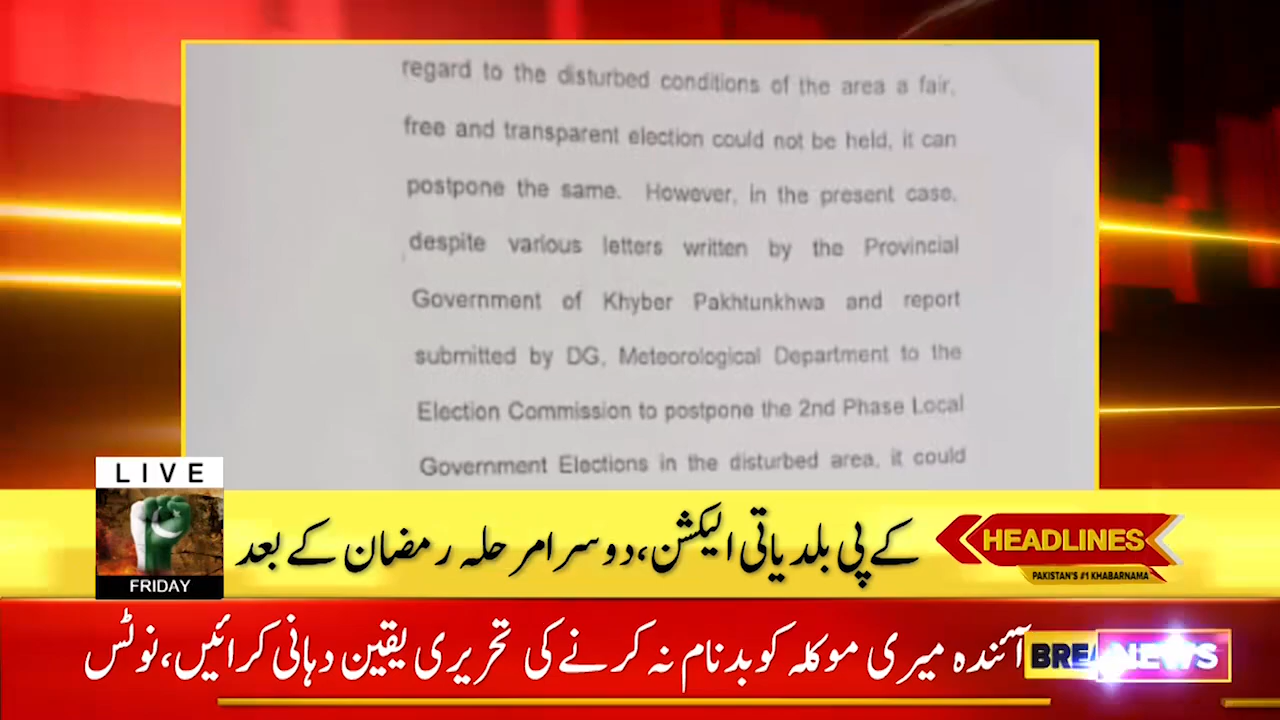 regard to the disturbed conditions of the area a fair,
free and transparent election could not be held, it can
postpone the same. However, in the present case,
despite various letters written by the Provincial
Government of Khyber Pakhtunkhwa and report
submitted by DG, Meteorological Department to the
Election Commission to postpone the 2nd Phase Local
Government Elections in the disturbed area, it could
LIVE
FRIDAY
کے پی بلدیاتی الیکشن، دوسرا مرحلہ رمضان کے بعد
HEADLINES
PAKISTAN'S #1 KHABARNAMA
آئندہ میری موکلہ کو بدنام نہ کرنے کی تحریری یقین دہانی کرائیں، نوٹس
NEWS